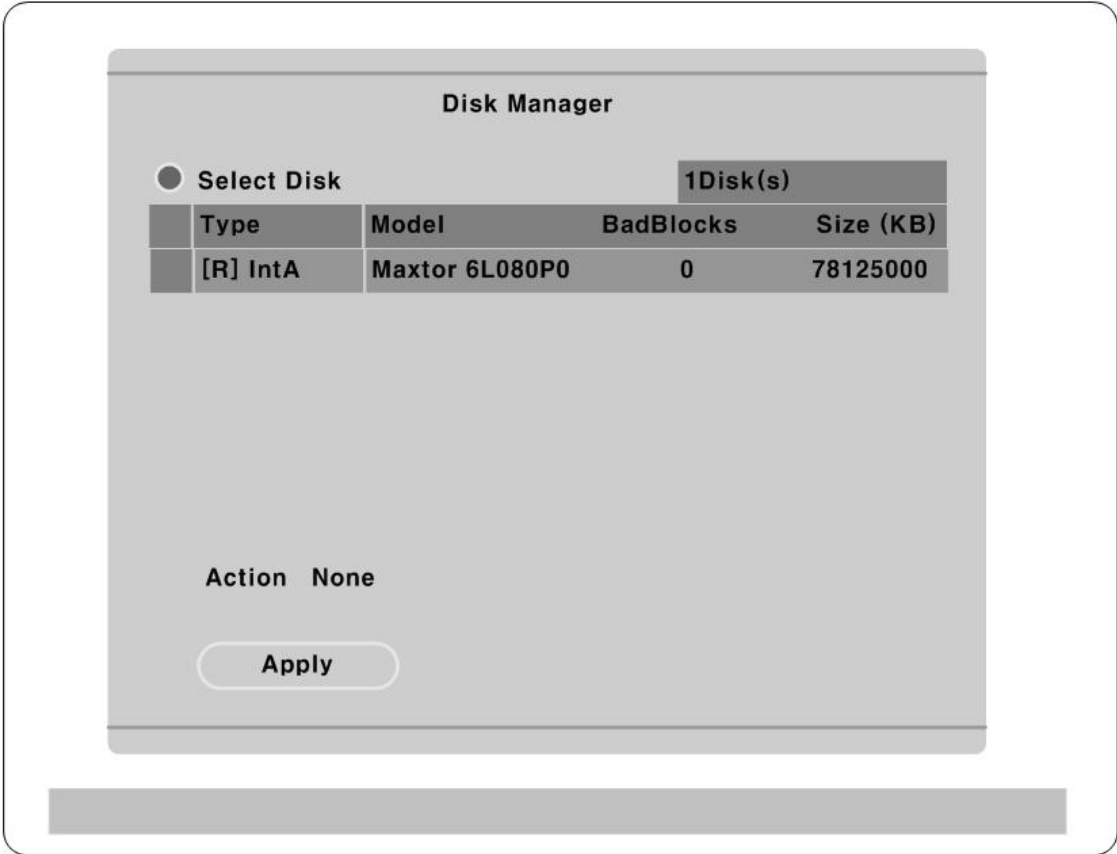 Disk Manager
Select Disk 1Disk(s)
Type Model BadBlocks Size (KB)
[R] IntA Maxtor 6L080P0 0 78125000
Action None
Apply